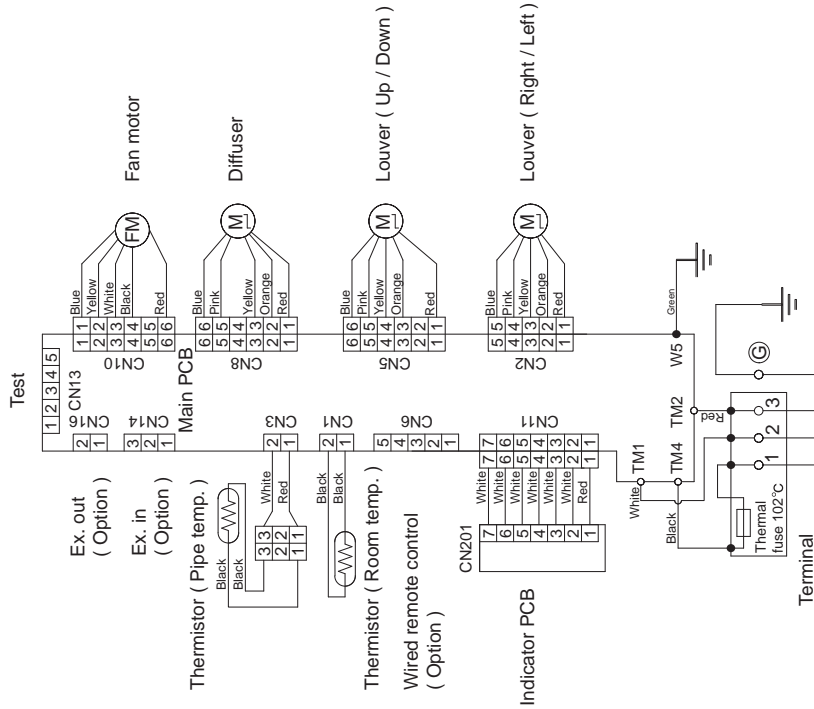 Test
1 2 3 4 5
CN13
Ex. out
( Option )
2 1
CN16
Ex. in
( Option )
3 2 1
CN14
Main PCB
Thermistor ( Pipe temp. )
Black
Black
3 2 1
3 2 1
White
Red
2 1
CN3
Thermistor ( Room temp. )
Black
Black
2 1
CN1
Wired remote control
( Option )
5 4 3 2 1
CN6
Indicator PCB
CN201
7 6 5 4 3 2 1
White
White
White
White
White
White
Red
7 6 5 4 3 2 1
7 6 5 4 3 2 1
CN11
Fan motor
FM
Blue
Yellow
White
Black
Red
1 2 3 4 5 6
1 2 3 4 5 6
CN10
Diffuser
M
Blue
Pink
Yellow
Orange
Red
6 5 4 3 2 1
6 5 4 3 2 1
CN8
Louver ( Up / Down )
M
Blue
Pink
Yellow
Orange
Red
6 5 4 3 2 1
6 5 4 3 2 1
CN5
Louver ( Right / Left )
M
Blue
Pink
Yellow
Orange
Red
5 4 3 2 1
5 4 3 2 1
CN2
Green
W5
TM1
White
TM4
Black
TM2
Red
G
1 2 3
Thermal
fuse 102°C
Terminal